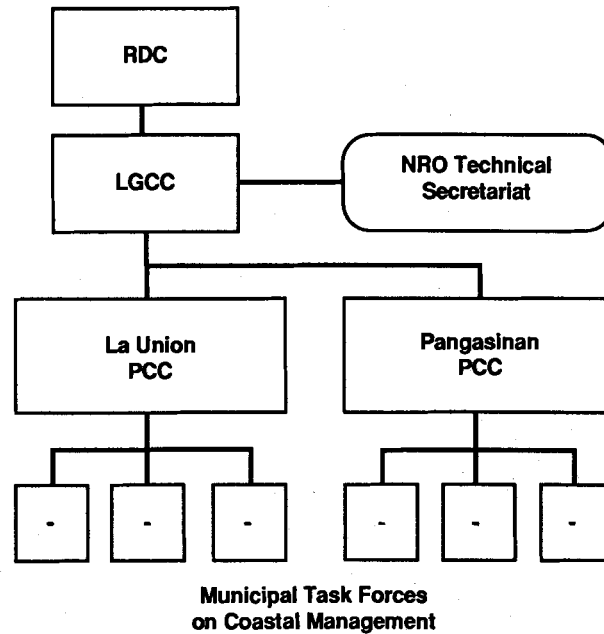 RDC
LGCC
NRO Technical
Secretariat
La Union
PCC
Pangasinan
PCC
- - - - - -
Municipal Task Forces
on Coastal Management